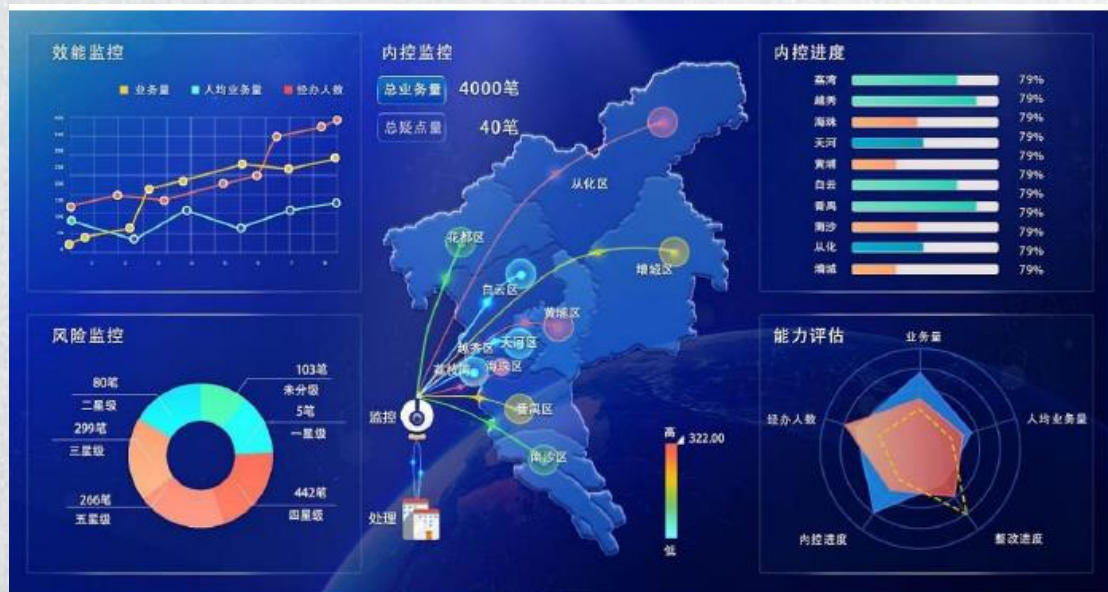 效能监控
业务量 人均业务量 经办人数
内控监控
总业务量 4000笔
总疑点量 40笔
从化区
花都区
增城区
白云区
黄埔区
天河区
越秀区
海珠区
番禺区
南沙区
监控
处理
高 322.00
低
内控进度
荔湾 79%
越秀 79%
海珠 79%
天河 79%
黄埔 79%
白云 79%
番禺 79%
南沙 79%
从化 79%
增城 79%
风险监控
80笔
二星级
103笔
未分级
299笔
三星级
5笔
一星级
266笔
五星级
442笔
四星级
能力评估
业务量
经办人数
人均业务量
内控进度
整改进度